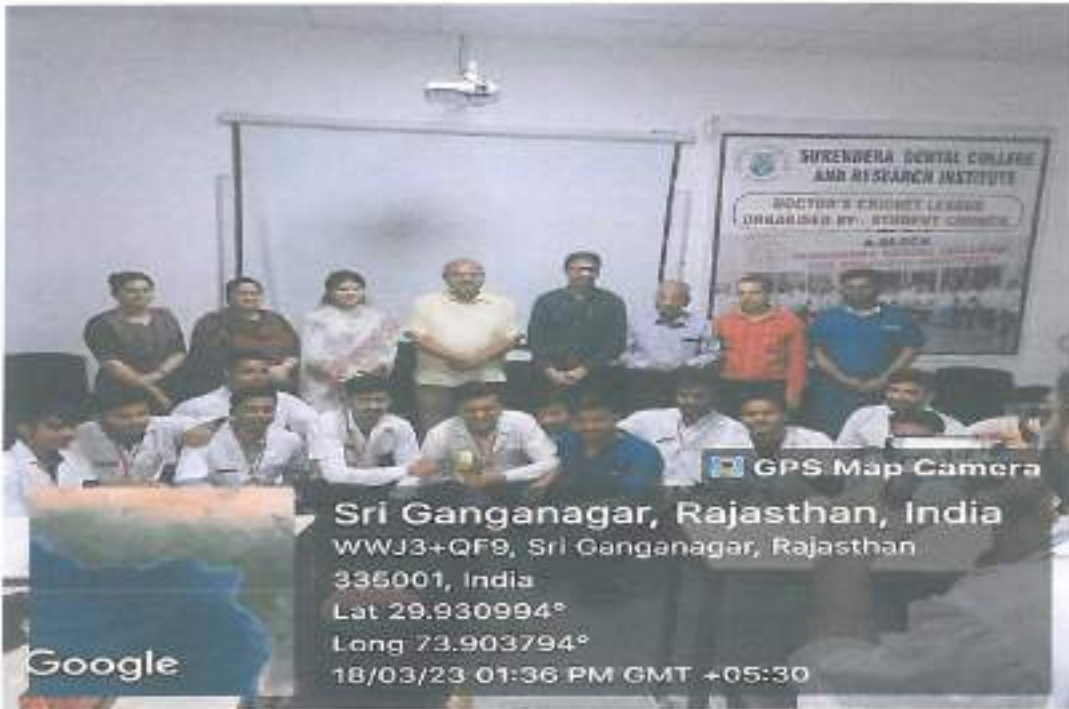 SURENDERA DENTAL COLLEGE
AND RESEARCH INSTITUTE
DOCTOR'S CRICKET LEAGUE
ORGANISED BY:- STUDENT COUNCIL
GPS Map Camera
Sri Ganganagar, Rajasthan, India
WWJ3+QF9, Sri Ganganagar, Rajasthan
335001, India
Lat 29.930994°
Long 73.903794°
18/03/23 01:36 PM GMT +05:30
Google